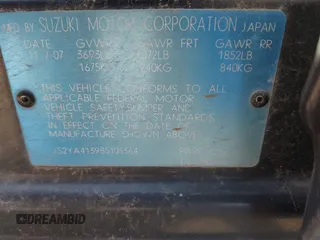 MFD BY SUZUKI MOTOR CORPORATION JAPAN
DATE GVWR GAWR FRT GAWR RR
07 1852LB
840KG 840KG
THIS VEHICLE CONFORMS TO ALL
APPLICABLE FEDERAL MOTOR
VEHICLE SAFETY, BUMPER AND
THEFT PREVENTION STANDARDS
IN EFFECT ON THE DATE OF
MANUFACTURE SHOWN ABOVE
DREAMBID